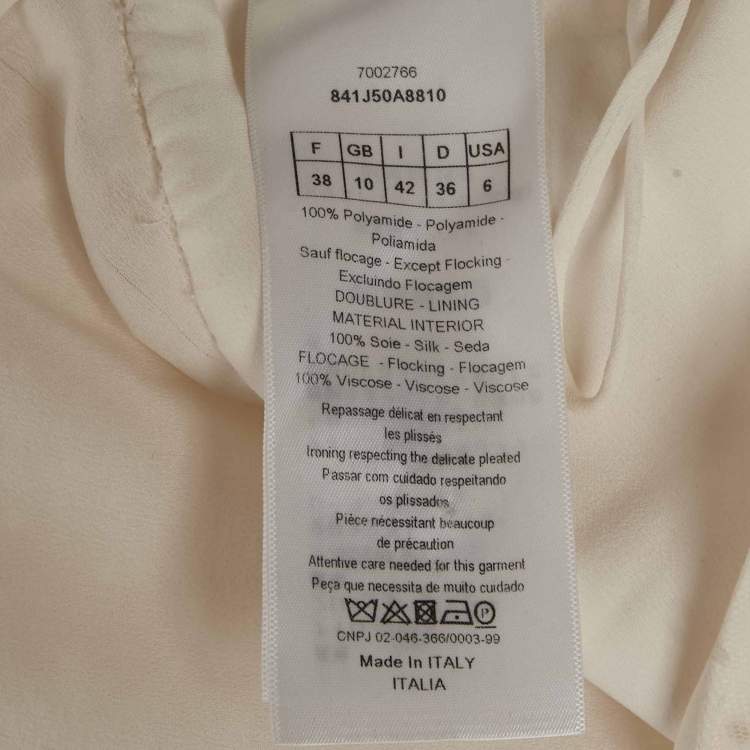 7002766
841J50A8810
F GB I D USA
38 10 42 36 6
100% Polyamide - Polyamide -
Poliamida
Sauf flocage - Except Flocking -
Excluindo Flocagem
DOUBLURE - LINING
MATERIAL INTERIOR
100% Soie - Silk - Seda
FLOCAGE - Flocking - Flocagem
100% Viscose - Viscose - Viscose
Repassage délicat en respectant
les plissés
Ironing respecting the delicate pleated
Passar com cuidado respeitando
os plissados
Pièce nécessitant beaucoup
de précaution
Attentive care needed for this garment
Peça que necessita de muito cuidado
P
CNPJ 02-046-366/0003-99
Made In ITALY
ITALIA